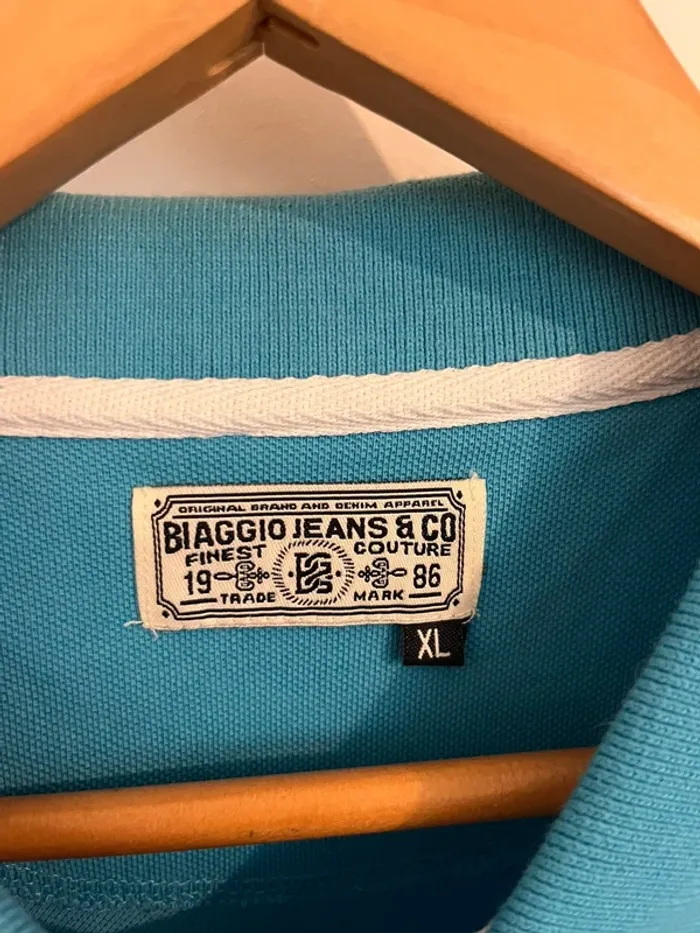 ORIGINAL BRAND AND DENIM APPAREL
BIAGGIO JEANS & CO
FINEST COUTURE
19 86
TRADE MARK
XL